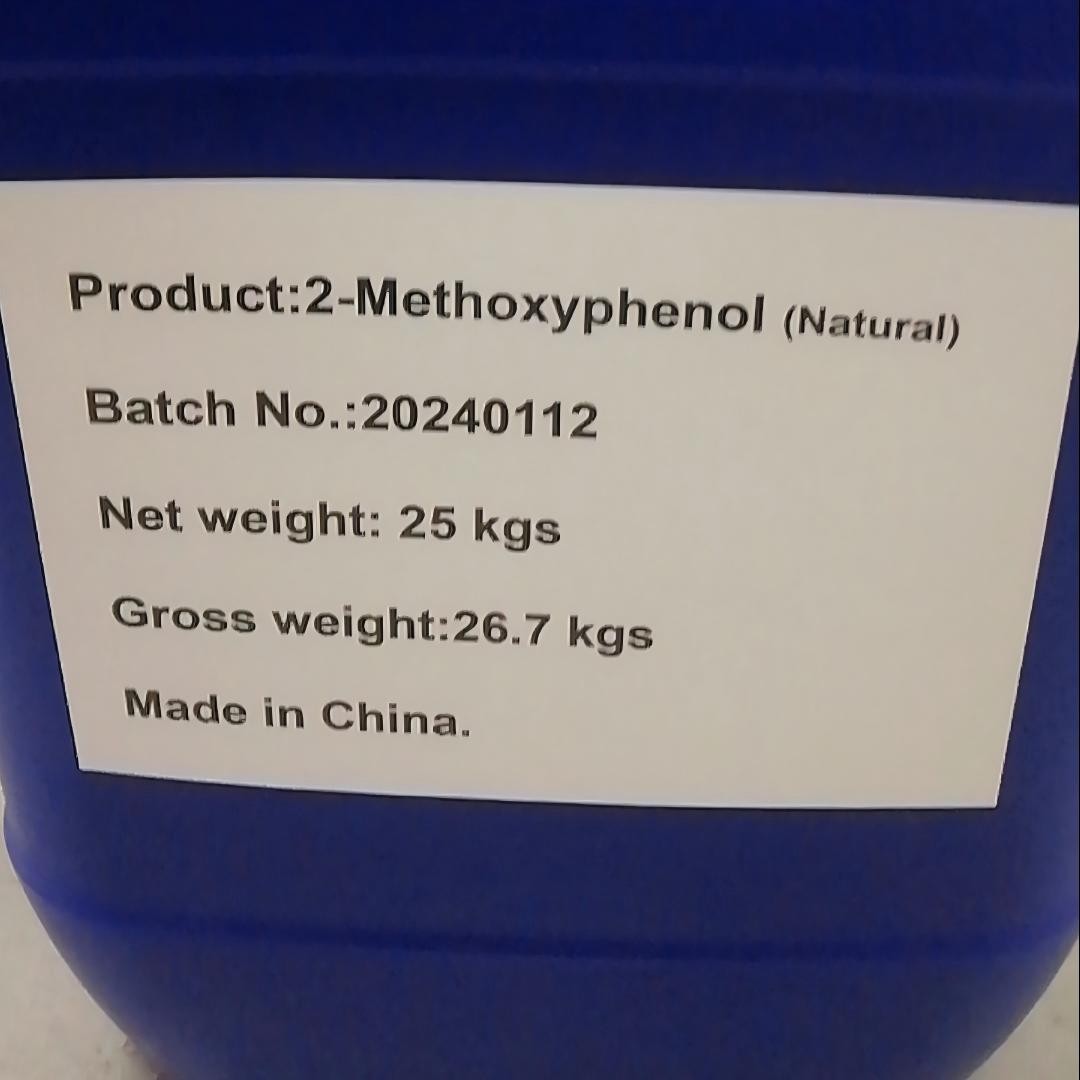 Product:2-Methoxyphenol (Natural)
Batch No.:20240112
Net weight: 25 kgs
Gross weight:26.7 kgs
Made in China.